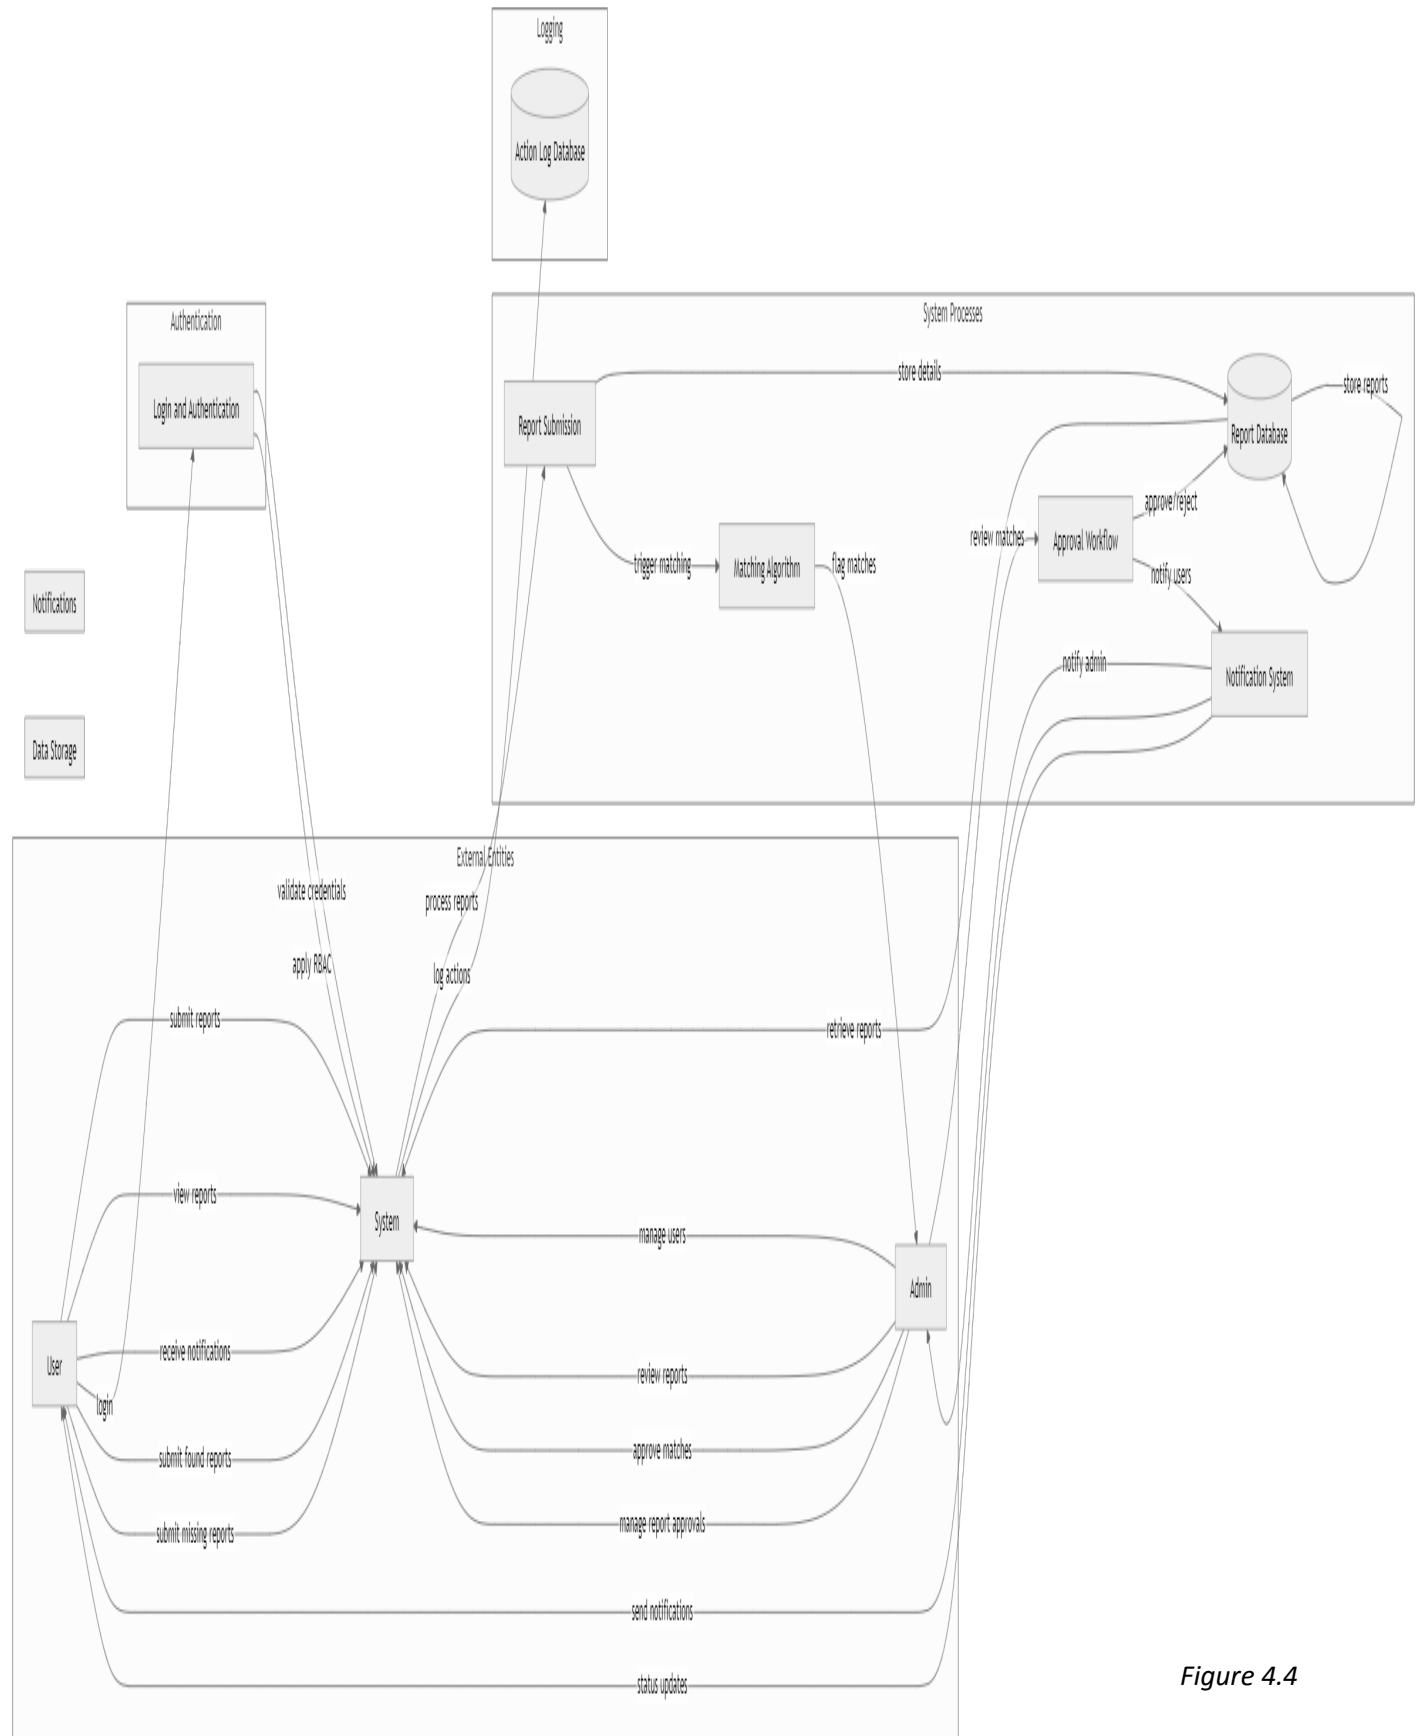 Logging
Action Log Database
System Processes
Authentication
Login and Authentication
Report Submission
store details
Report Database
store reports
approve/reject
review matches
Approval Workflow
trigger matching
Matching Algorithm
flag matches
notify users
Notifications
notify admin
Notification System
Data Storage
External Entities
validate credentials
process reports
apply RBAC
log actions
submit reports
retrieve reports
view reports
System
manage users
Admin
User
receive notifications
review reports
login
submit found reports
approve matches
submit missing reports
manage report approvals
send notifications
status updates
Figure 4.4